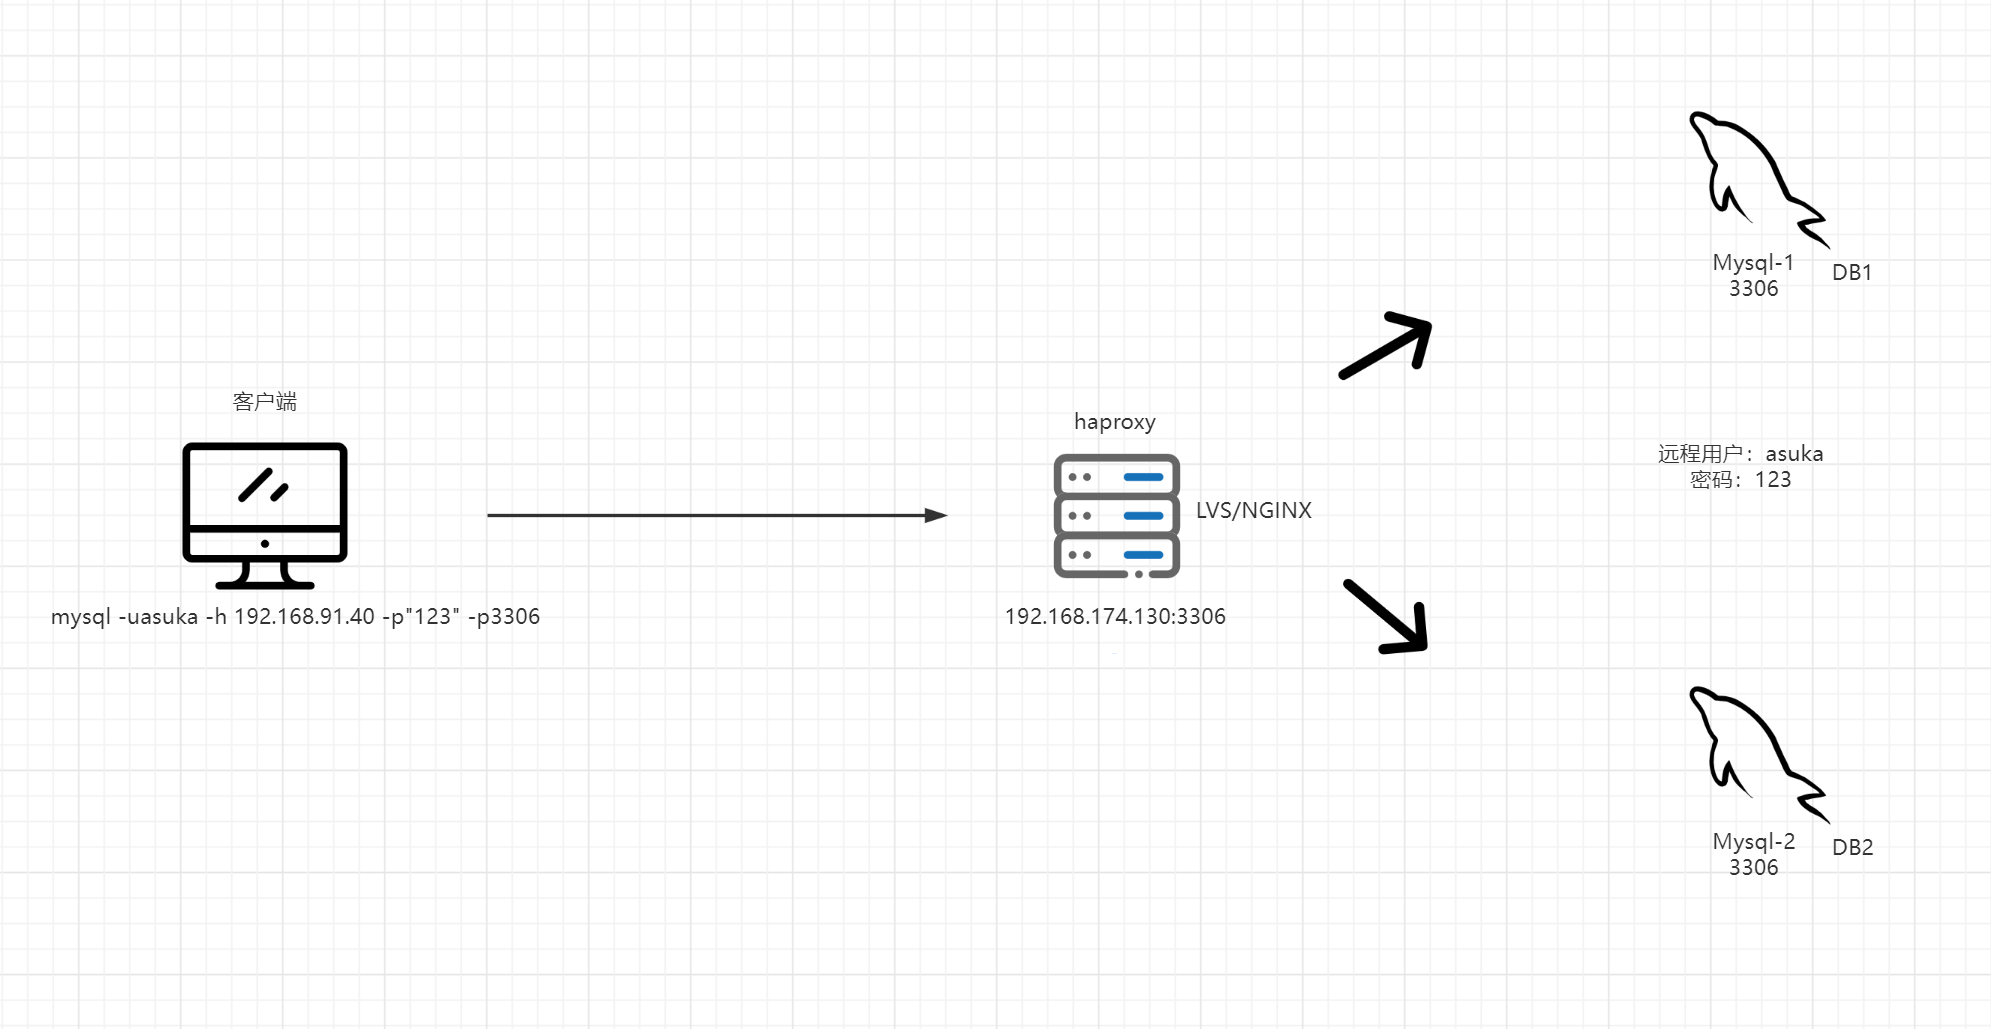 客户端
mysql -uasuka -h 192.168.91.40 -p"123" -p3306
haproxy
LVS/NGINX
192.168.174.130:3306
Mysql-1
3306
DB1
远程用户：asuka
密码：123
Mysql-2
3306
DB2